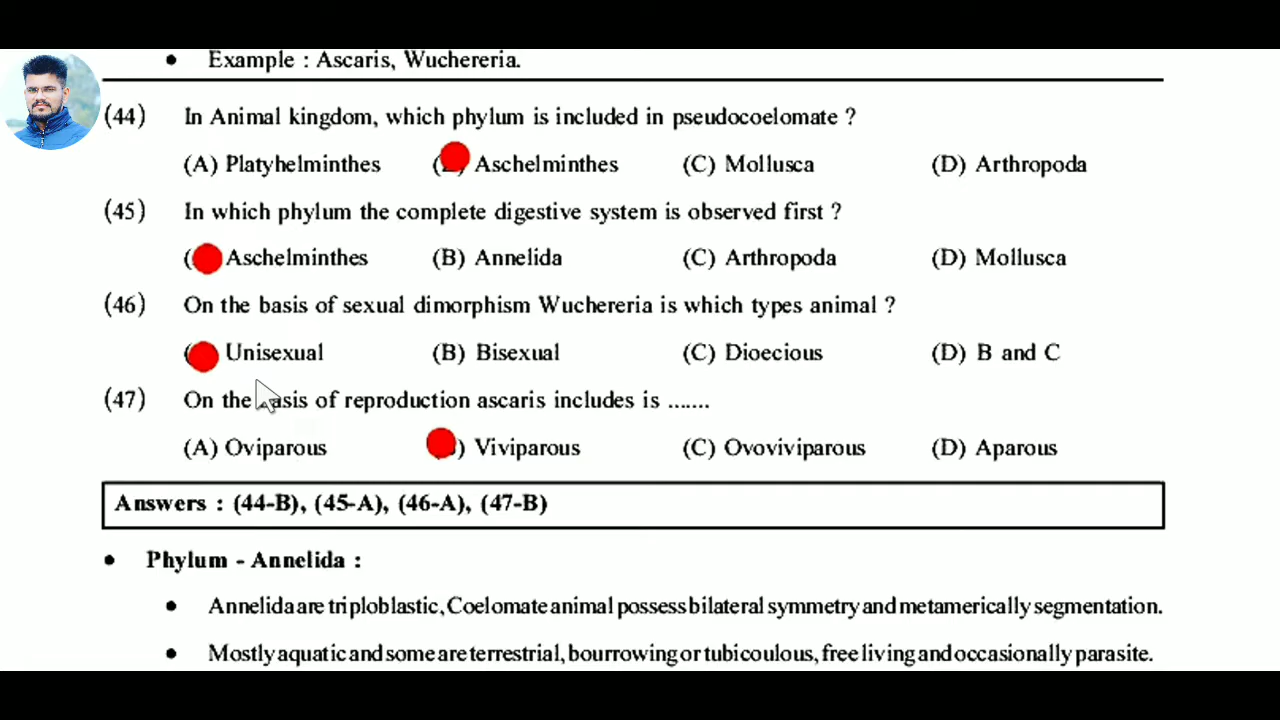 • Example : Ascaris, Wuchereria.
(44) In Animal kingdom, which phylum is included in pseudocoelomate ?
(A) Platyhelminthes ( ) Aschelminthes (C) Mollusca (D) Arthropoda
(45) In which phylum the complete digestive system is observed first ?
( Aschelminthes (B) Annelida (C) Arthropoda (D) Mollusca
(46) On the basis of sexual dimorphism Wuchereria is which types animal ?
( Unisexual (B) Bisexual (C) Dioecious (D) B and C
(47) On the basis of reproduction ascaris includes is .......
(A) Oviparous ) Viviparous (C) Ovoviviparous (D) Aparous
Answers : (44-B), (45-A), (46-A), (47-B)
• Phylum - Annelida :
• Annelida are triploblastic, Coelomate animal possess bilateral symmetry and metamerically segmentation.
• Mostly aquatic and some are terrestrial, bourrowing or tubicoulous, free living and occasionally parasite.